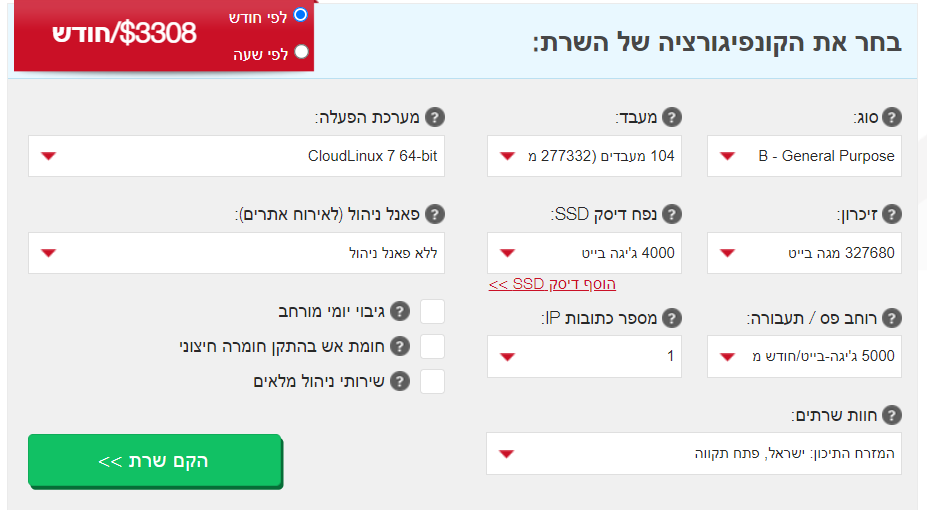 בחר את הקונפיגורציה של השרת:
לפי חודש
לפי שעה
$3308/חודש
סוג:
מעבד:
מערכת הפעלה:
B - General Purpose
104 מעבדים (277332 מ
CloudLinux 7 64-bit
זיכרון:
נפח דיסק SSD:
פאנל ניהול (לאירוח אתרים):
327680 מגה בייט
4000 ג'יגה בייט
ללא פאנל ניהול
הוסף דיסק SSD >>
רוחב פס / תעבורה:
מספר כתובות IP:
גיבוי יומי מורחב
5000 ג'יגה-בייט/חודש מ
1
חומת אש בהתקן חומרה חיצוני
שירותי ניהול מלאים
חוות שרתים:
המזרח התיכון: ישראל, פתח תקווה
הקם שרת >>